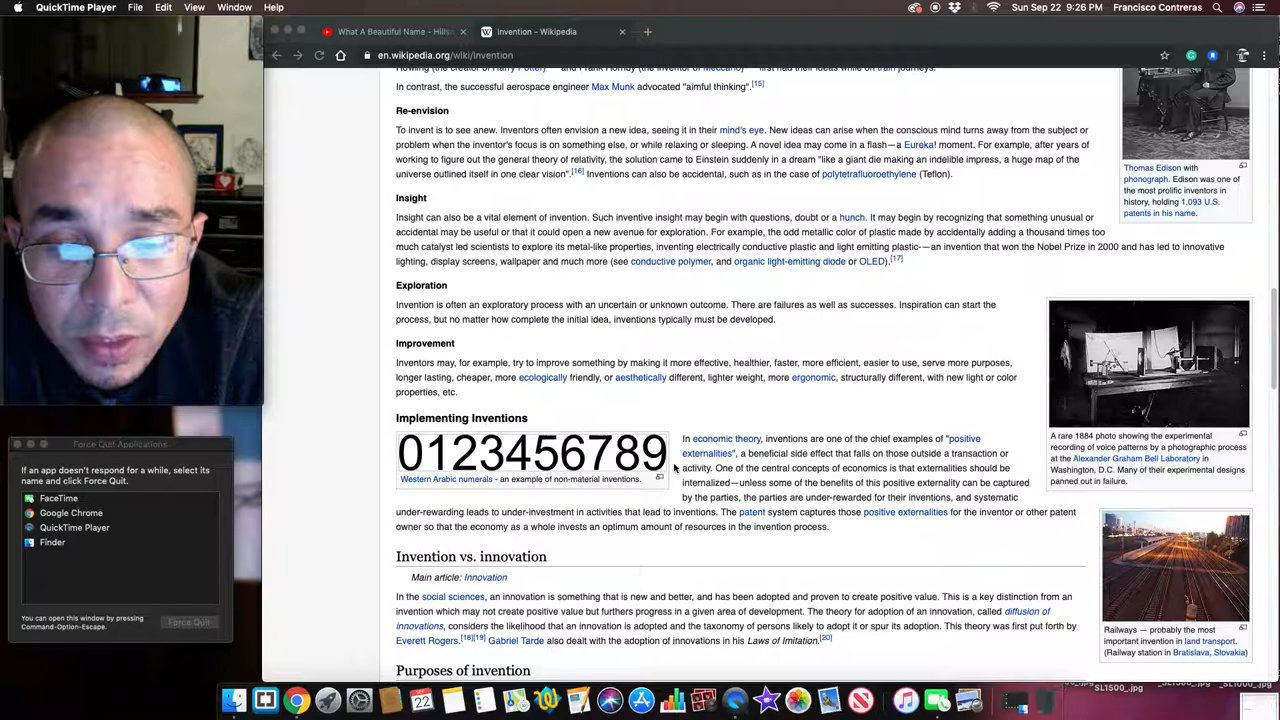 QuickTime Player File Edit View Window Help
Sun Sep 22 9:26 PM Francisco Contreras
What A Beautiful Name - Hills
Invention - Wikipedia
en.wikipedia.org/wiki/Invention
In contrast, the successful aerospace engineer Max Munk advocated "aimful thinking".[15]
Re-envision
To invent is to see anew. Inventors often envision a new idea, seeing it in their mind's eye. New ideas can arise when the conscious mind turns away from the subject or
problem when the inventor's focus is on something else, or while relaxing or sleeping. A novel idea may come in a flash—a Eureka! moment. For example, after years of
working to figure out the general theory of relativity, the solution came to Einstein suddenly in a dream "like a giant die making an indelible impress, a huge map of the
universe outlined itself in one clear vision".[16] Inventions can also be accidental, such as in the case of polytetrafluoroethylene (Teflon).
Thomas Edison with
phonograph. Edison was one of
the most prolific inventors in
history, holding 1,093 U.S.
patents in his name.
Insight
Insight can also be a vital element of invention. Such inventive insight may begin with questions, doubt or a hunch. It may begin by recognizing that something unusual or
accidental may be useful or that it could open a new avenue for exploration. For example, the odd metallic color of plastic made by accidentally adding a thousand times too
much catalyst led scientists to explore its metal-like properties, inventing electrically conductive plastic and light emitting plastic-—an invention that won the Nobel Prize in 2000 and has led to innovative
lighting, display screens, wallpaper and much more (see conductive polymer, and organic light-emitting diode or OLED).[17]
Exploration
Invention is often an exploratory process with an uncertain or unknown outcome. There are failures as well as successes. Inspiration can start the
process, but no matter how complete the initial idea, inventions typically must be developed.
Improvement
Inventors may, for example, try to improve something by making it more effective, healthier, faster, more efficient, easier to use, serve more purposes,
longer lasting, cheaper, more ecologically friendly, or aesthetically different, lighter weight, more ergonomic, structurally different, with new light or color
properties, etc.
A rare 1884 photo showing the experimental
recording of voice patterns by a photographic process
at the Alexander Graham Bell Laboratory in
Washington, D.C. Many of their experimental designs
panned out in failure.
Implementing Inventions
0123456789
Western Arabic numerals - an example of non-material inventions.
In economic theory, inventions are one of the chief examples of "positive
externalities", a beneficial side effect that falls on those outside a transaction or
activity. One of the central concepts of economics is that externalities should be
internalized—unless some of the benefits of this positive externality can be captured
by the parties, the parties are under-rewarded for their inventions, and systematic
under-rewarding leads to under-investment in activities that lead to inventions. The patent system captures those positive externalities for the inventor or other patent
owner so that the economy as a whole invests an optimum amount of resources in the invention process.
Invention vs. innovation
Main article: Innovation
In the social sciences, an innovation is something that is new and better, and has been adopted and proven to create positive value. This is a key distinction from an
invention which may not create positive value but furthers progress in a given area of development. The theory for adoption of an innovation, called diffusion of
innovations, considers the likelihood that an innovation is adopted and the taxonomy of persons likely to adopt it or spur its adoption. This theory was first put forth by
Everett Rogers.[18][19] Gabriel Tarde also dealt with the adoption of innovations in his Laws of Imitation.[20]
Railways — probably the most
important invention in land transport.
(Railway station in Bratislava, Slovakia)
Purposes of invention
Force Quit Applications
If an app doesn't respond for a while, select its
name and click Force Quit.
FaceTime
Google Chrome
QuickTime Player
Finder
You can open this window by pressing
Command-Option-Escape.
Force Quit
22